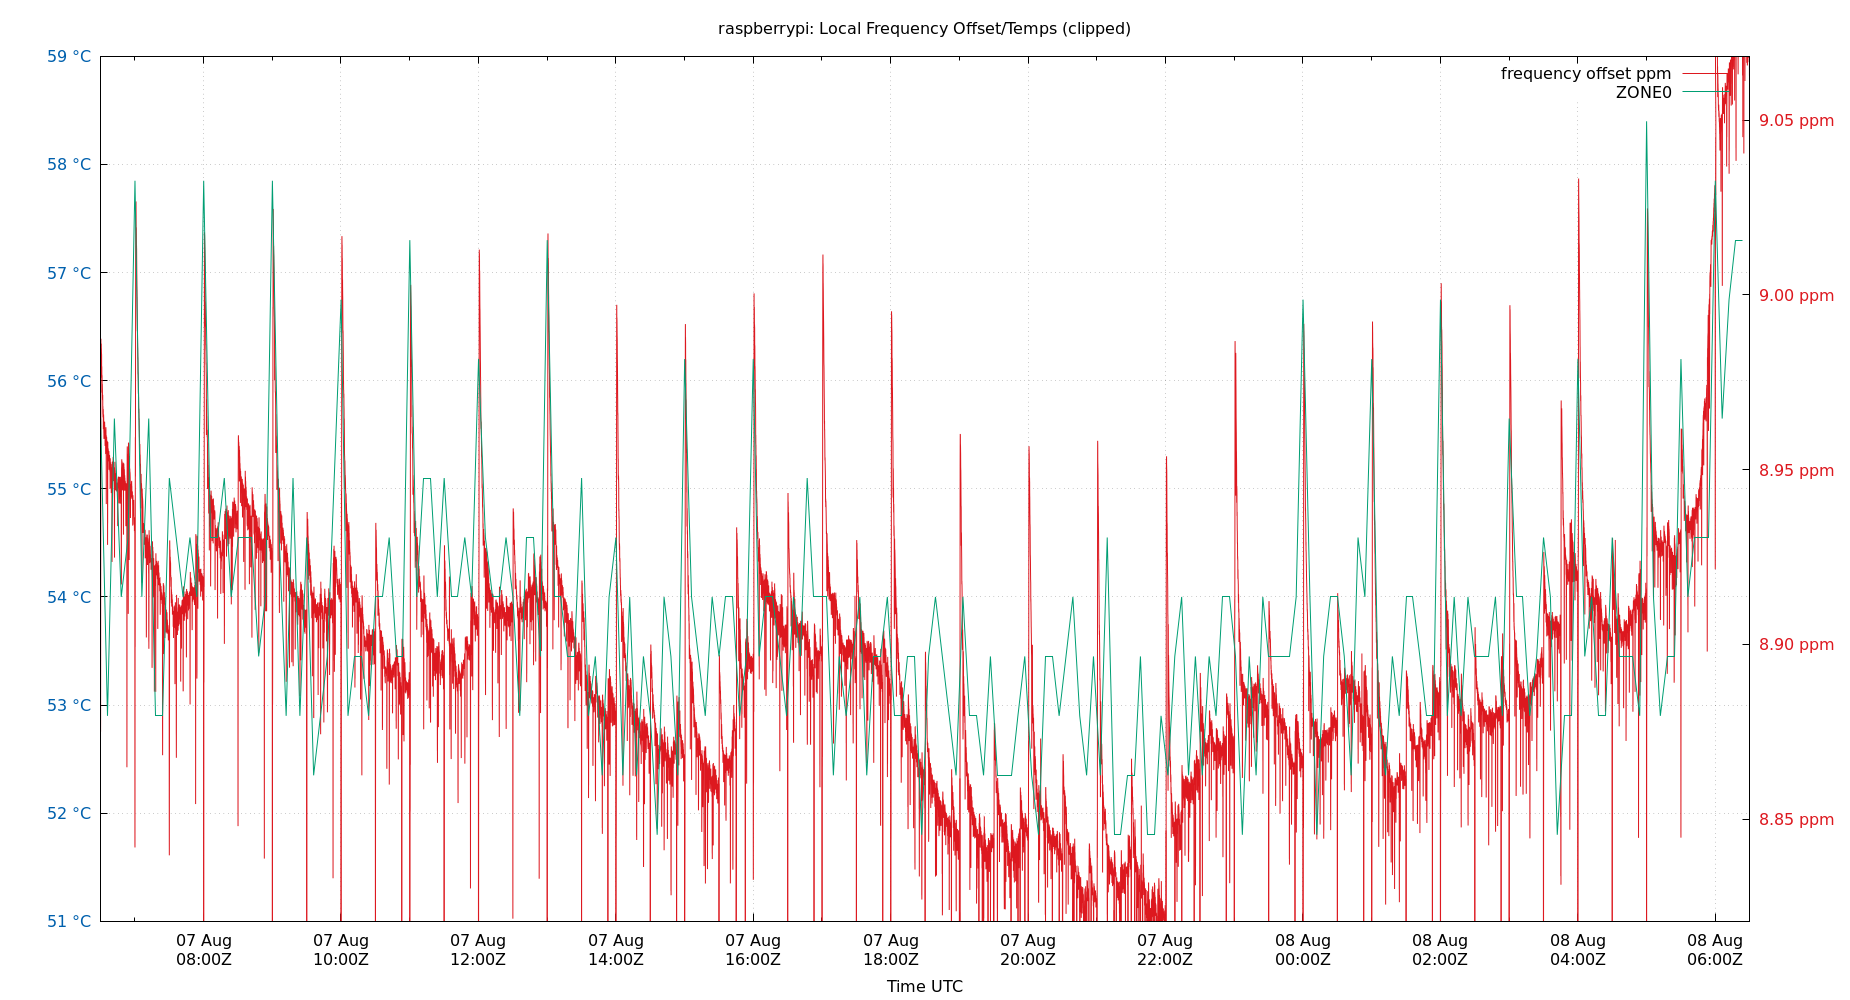 raspberrypi: Local Frequency Offset/Temps (clipped)
59 °C
58 °C
57 °C
56 °C
55 °C
54 °C
53 °C
52 °C
51 °C
frequency offset ppm
ZONE0
9.05 ppm
9.00 ppm
8.95 ppm
8.90 ppm
8.85 ppm
07 Aug
08:00Z
07 Aug
10:00Z
07 Aug
12:00Z
07 Aug
14:00Z
07 Aug
16:00Z
07 Aug
18:00Z
07 Aug
20:00Z
07 Aug
22:00Z
08 Aug
00:00Z
08 Aug
02:00Z
08 Aug
04:00Z
08 Aug
06:00Z
Time UTC